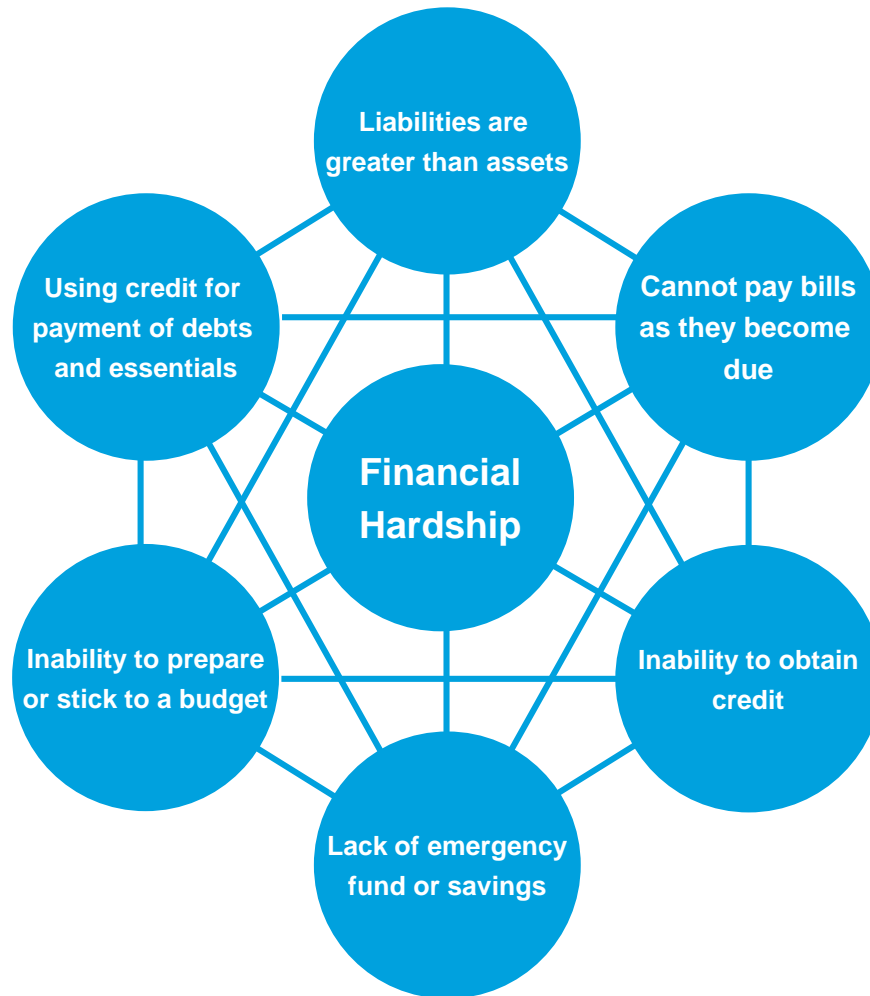 Liabilities are
greater than assets
Using credit for
payment of debts
and essentials
Cannot pay bills
as they become
due
Financial
Hardship
Inability to prepare
or stick to a budget
Inability to obtain
credit
Lack of emergency
fund or savings